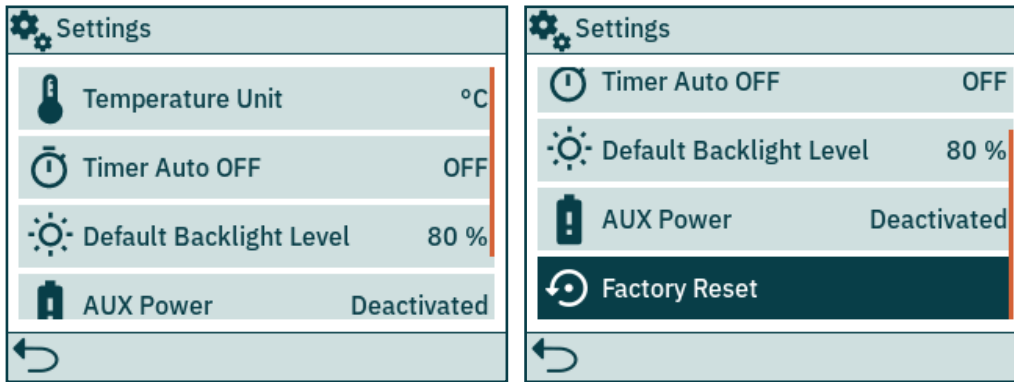 Settings
Temperature Unit °C
Timer Auto OFF OFF
Default Backlight Level 80 %
AUX Power Deactivated
Settings
Timer Auto OFF OFF
Default Backlight Level 80 %
AUX Power Deactivated
Factory Reset